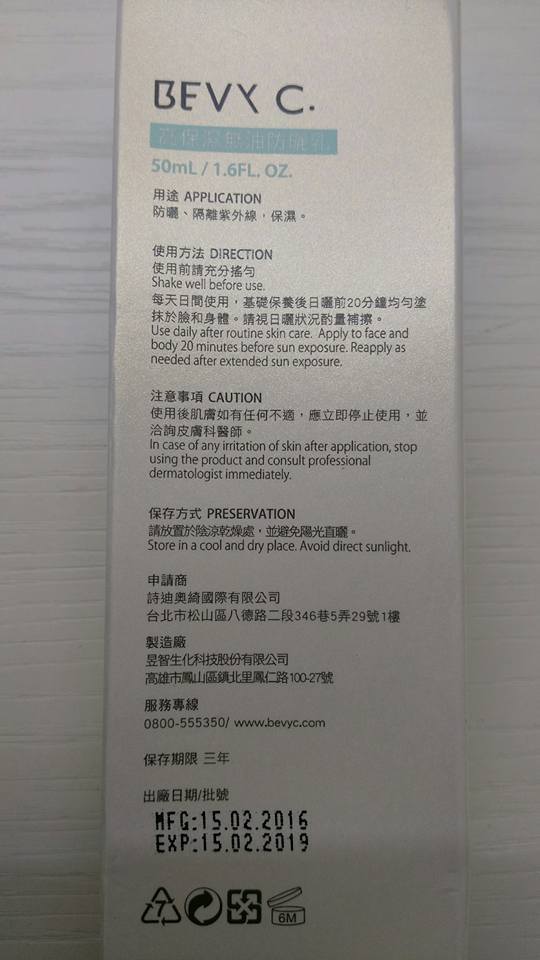 BEVY C.
高保濕無油防曬乳
50mL / 1.6FL. OZ.
用途 APPLICATION
防曬、隔離紫外線，保濕。
使用方法 DIRECTION
使用前請充分搖勻
Shake well before use.
每天日間使用，基礎保養後日曬前20分鐘均勻塗
抹於臉和身體。請視日曬狀況酌量補擦。
Use daily after routine skin care. Apply to face and
body 20 minutes before sun exposure. Reapply as
needed after extended sun exposure.
注意事項 CAUTION
使用後肌膚如有任何不適，應立即停止使用，並
洽詢皮膚科醫師。
In case of any irritation of skin after application, stop
using the product and consult professional
dermatologist immediately.
保存方式 PRESERVATION
請放置於陰涼乾燥處，並避免陽光直曬。
Store in a cool and dry place. Avoid direct sunlight.
申請商
詩迪奧綺國際有限公司
台北市松山區八德路二段346巷5弄29號1樓
製造廠
昱智生化科技股份有限公司
高雄市鳳山區鎮北里鳳仁路100-27號
服務專線
0800-555350/ www.bevyc.com
保存期限 三年
出廠日期/批號
MFG:15.02.2016
EXP:15.02.2019
6M